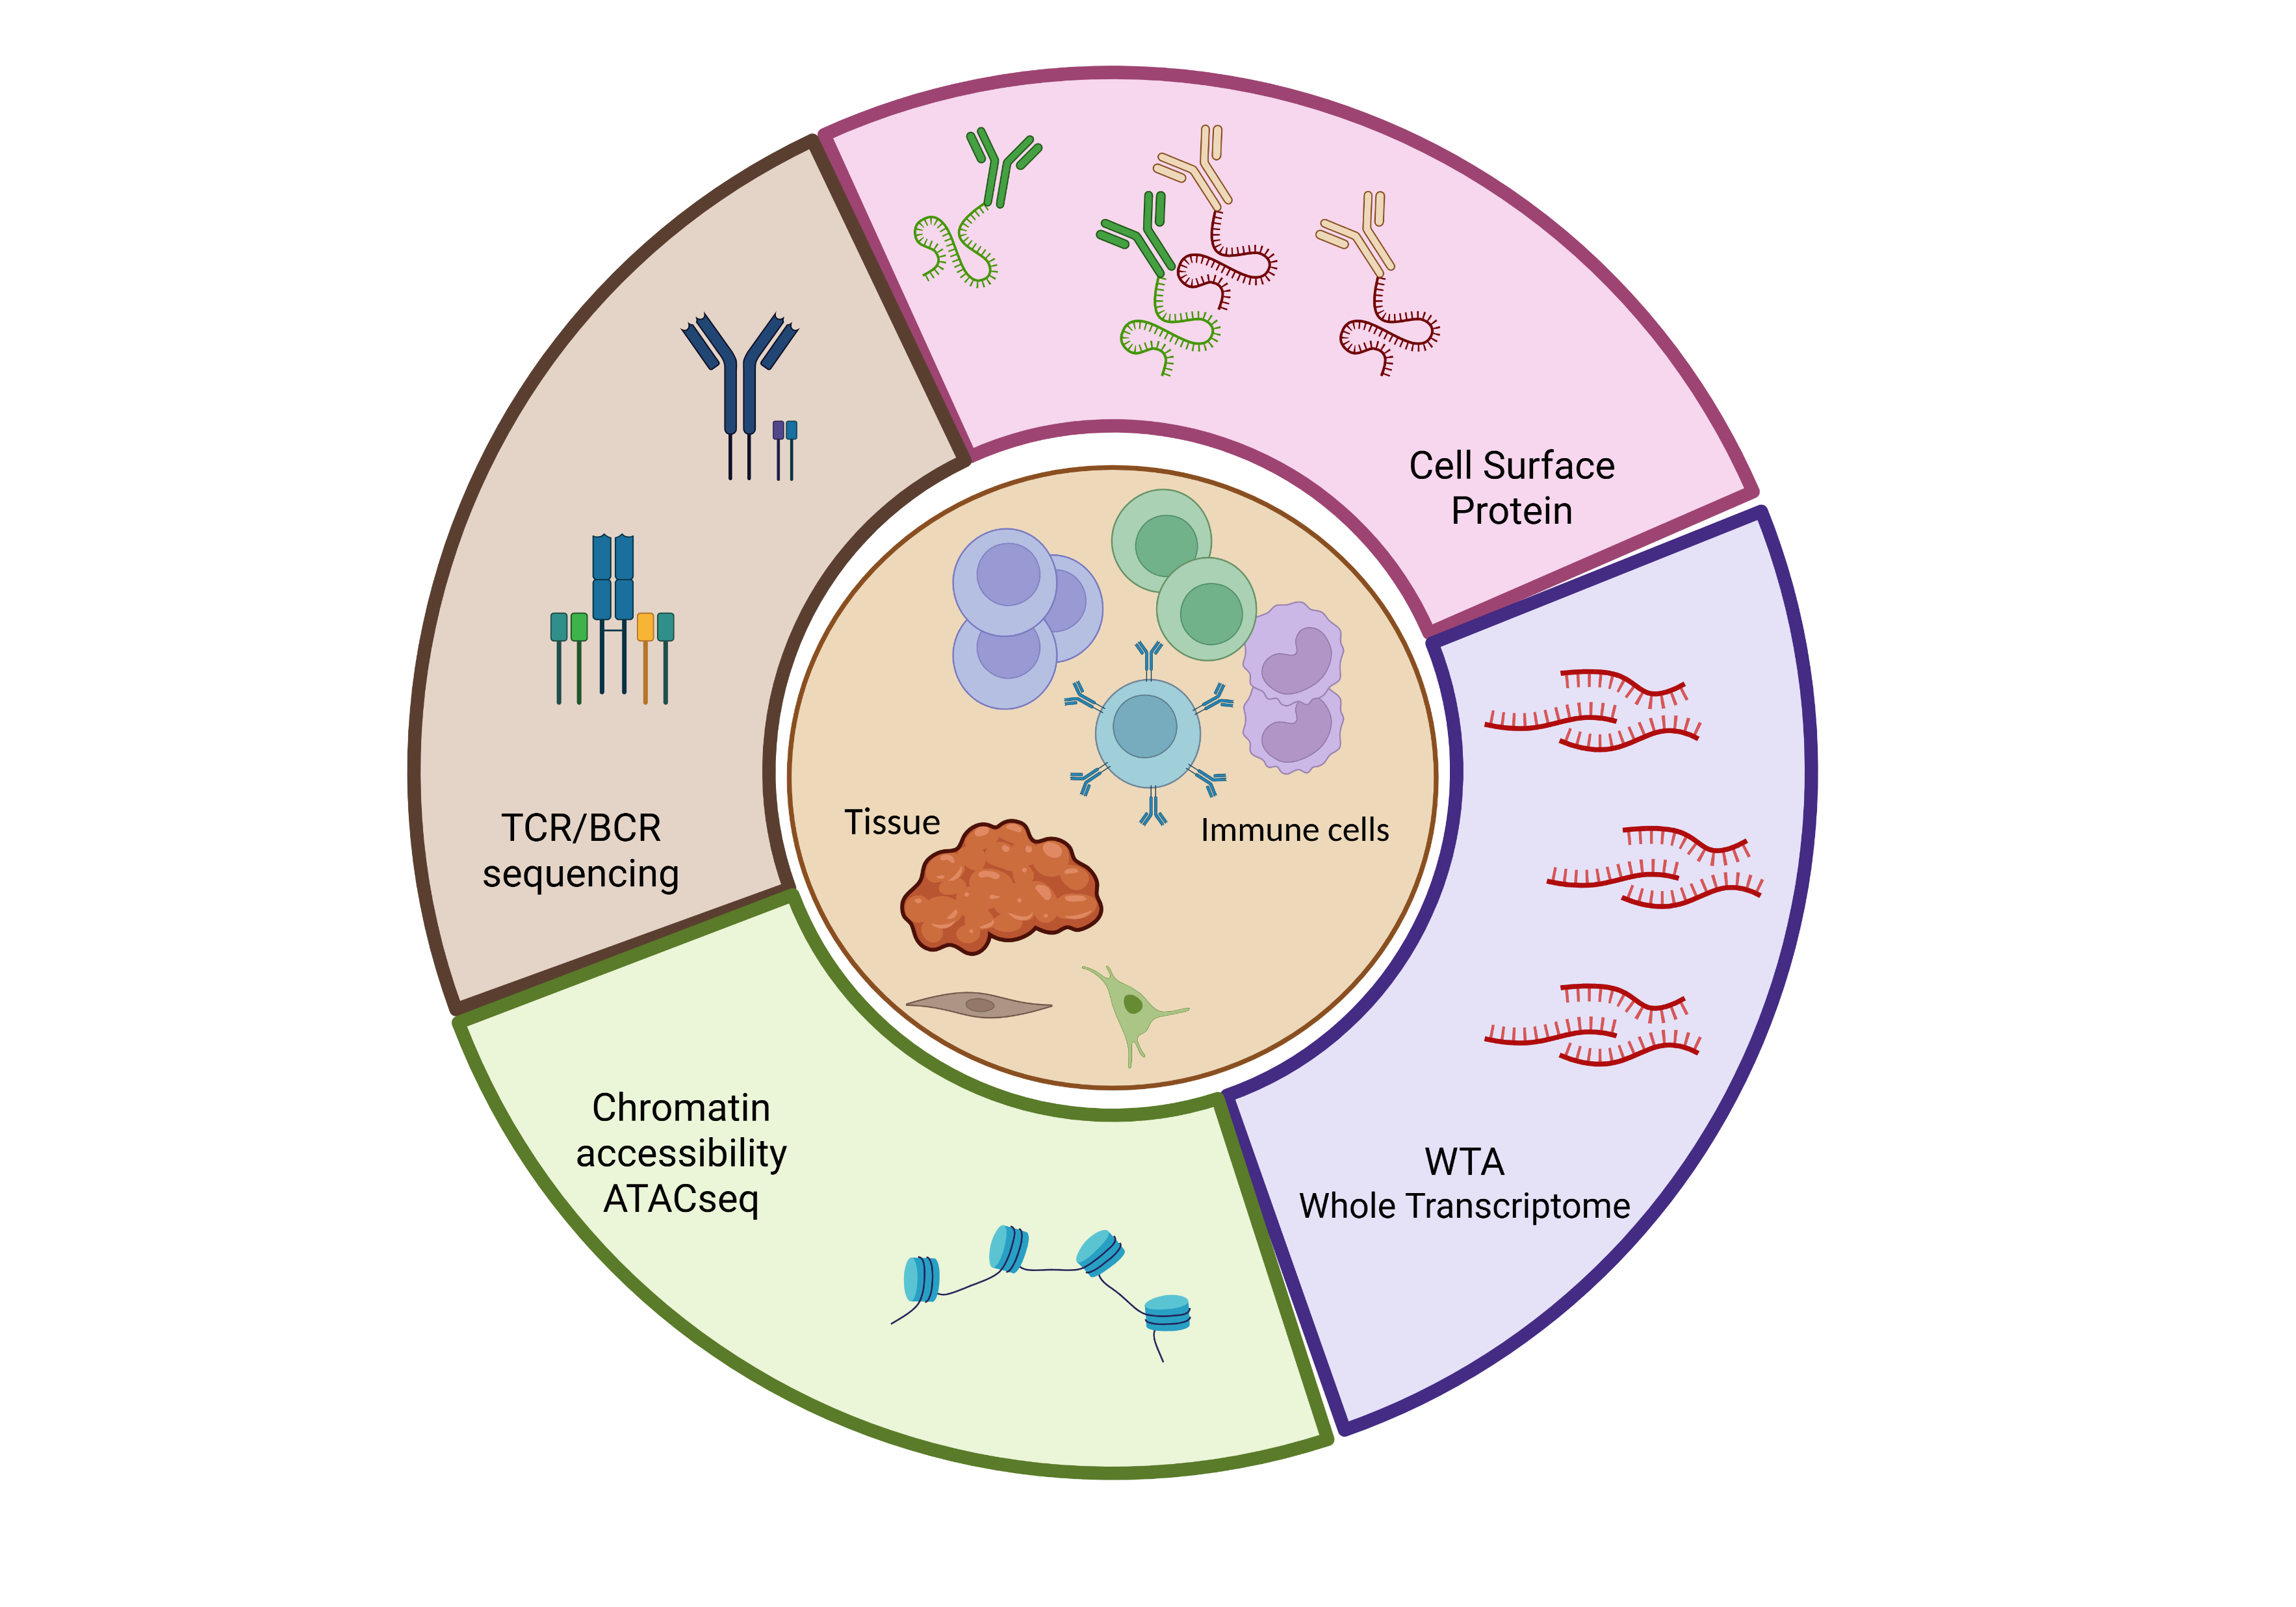 Cell Surface
Protein
TCR/BCR
sequencing
Tissue
Immune cells
Chromatin
accessibility
ATACseq
WTA
Whole Transcriptome